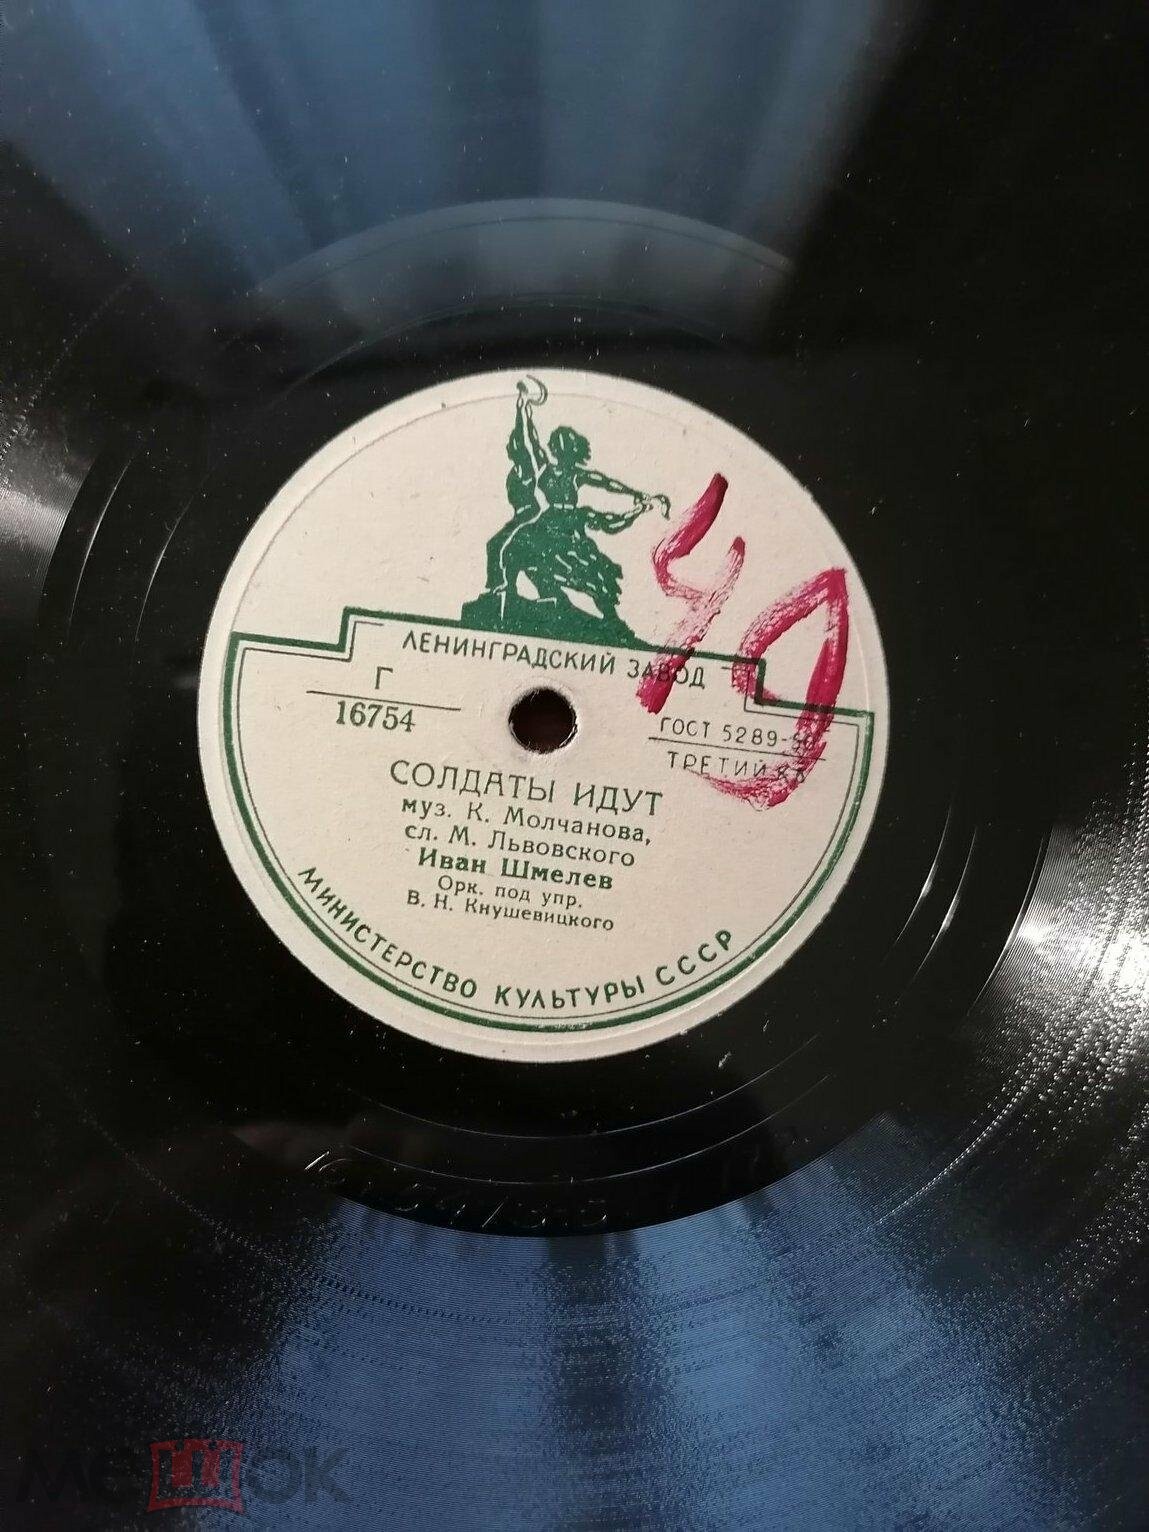 40
ЛЕНИНГРАДСКИЙ ЗАВОД
Г
16754
ГОСТ 5289-
ТРЕТИЙ
СОЛДАТЫ ИДУТ
муз. К. Молчанова,
сл. М. Львовского
Иван Шмелев
Орк. под упр.
В. Н. Кнушевицкого
МИНИСТЕРСТВО КУЛЬТУРЫ СССР
мешок